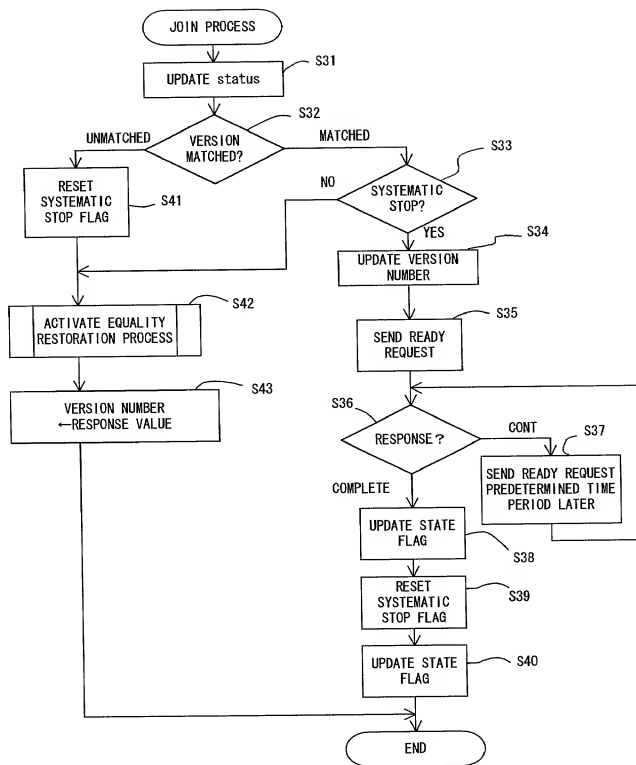 JOIN PROCESS
S31
UPDATE status
S32
UNMATCHED
VERSION
MATCHED?
MATCHED
S33
RESET
SYSTEMATIC
STOP FLAG
S41
NO
SYSTEMATIC
STOP?
YES
S34
UPDATE VERSION
NUMBER
S42
ACTIVATE EQUALITY
RESTORATION PROCESS
S35
SEND READY
REQUEST
S43
VERSION NUMBER
←RESPONSE VALUE
S36
RESPONSE?
CONT
S37
SEND READY REQUEST
PREDETERMINED TIME
PERIOD LATER
COMPLETE
UPDATE STATE
FLAG
S38
RESET
SYSTEMATIC
STOP FLAG
S39
UPDATE STATE
FLAG
S40
END